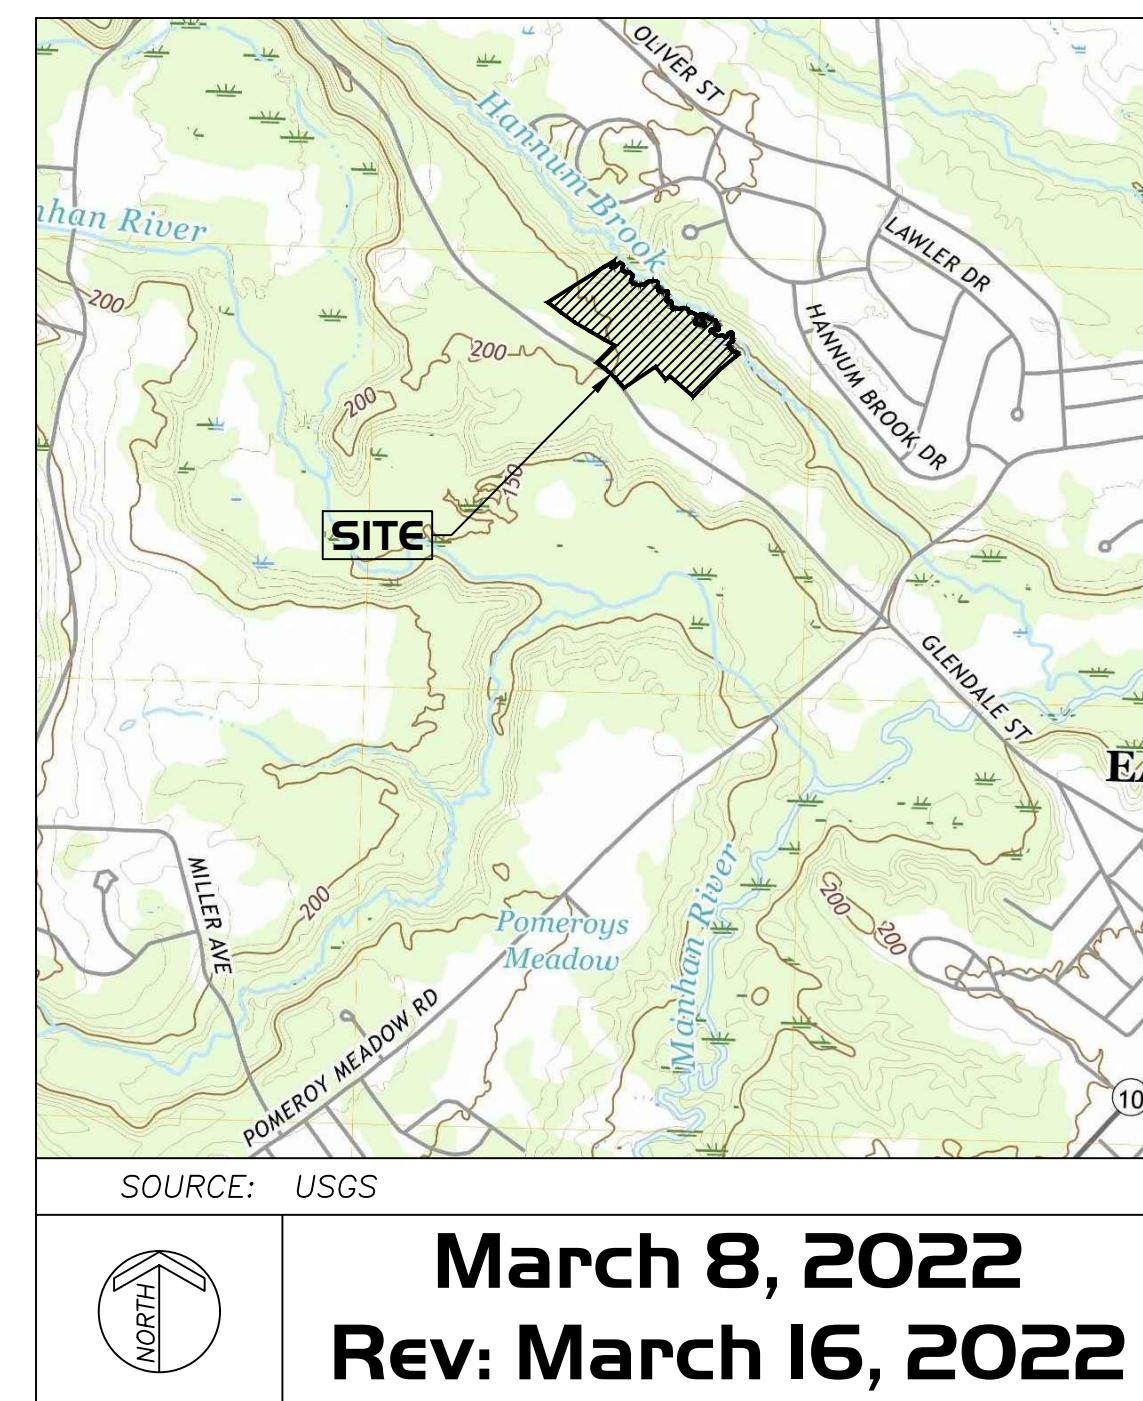 OLIVER ST
Hannum Brook
nhan River
LAWLER DR
200
HANNUM BROOK DR
200
200
150
SITE
GLENDALE ST
MILLER AVE
200
Pomeroys
Meadow
Manhan River
200
200
POMEROY MEADOW RD
10
SOURCE: USGS
NORTH
March 8, 2022
Rev: March 16, 2022